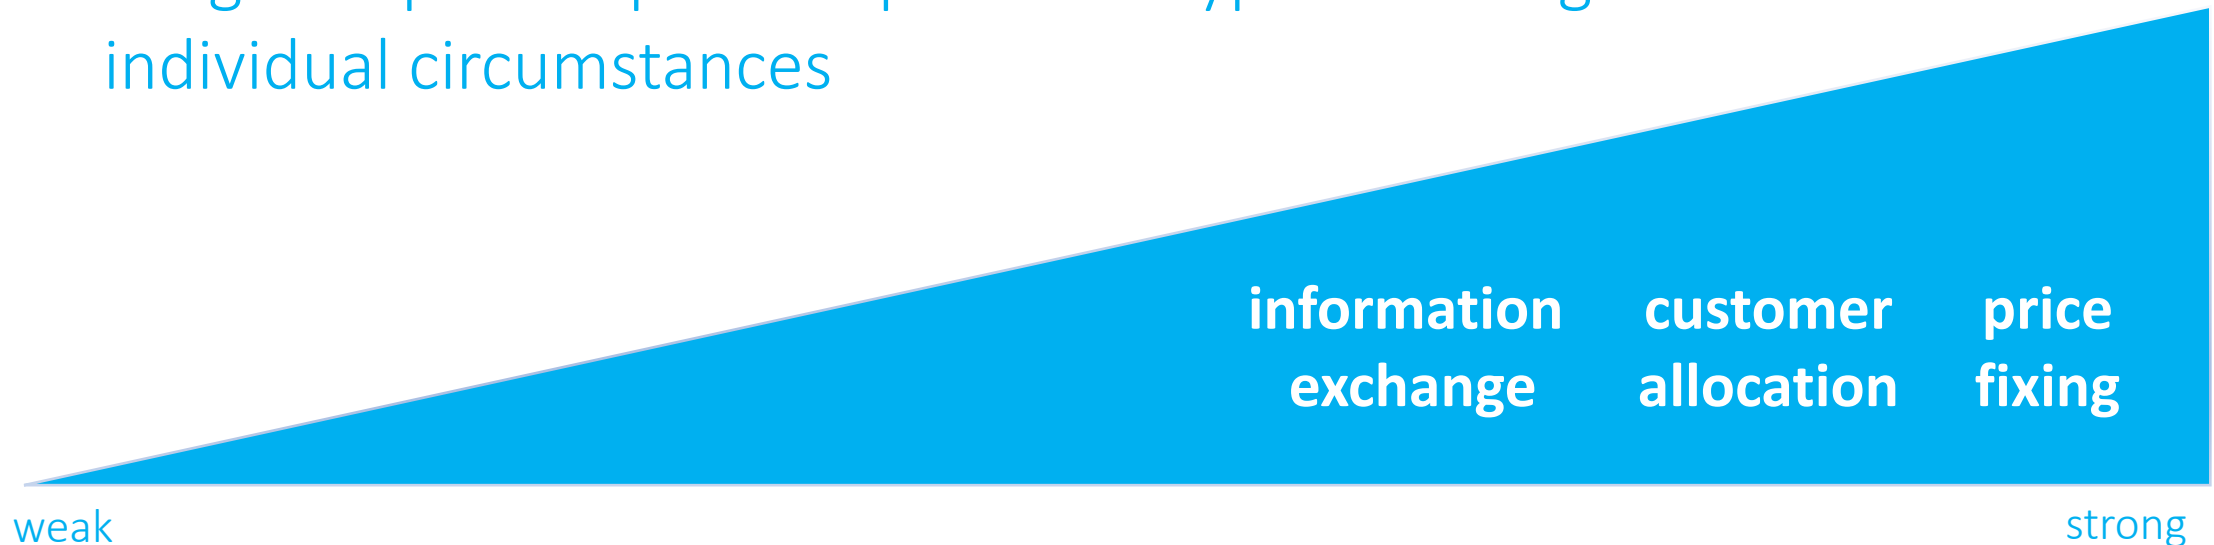 individual circumstances
information customer price
exchange allocation fixing
weak strong